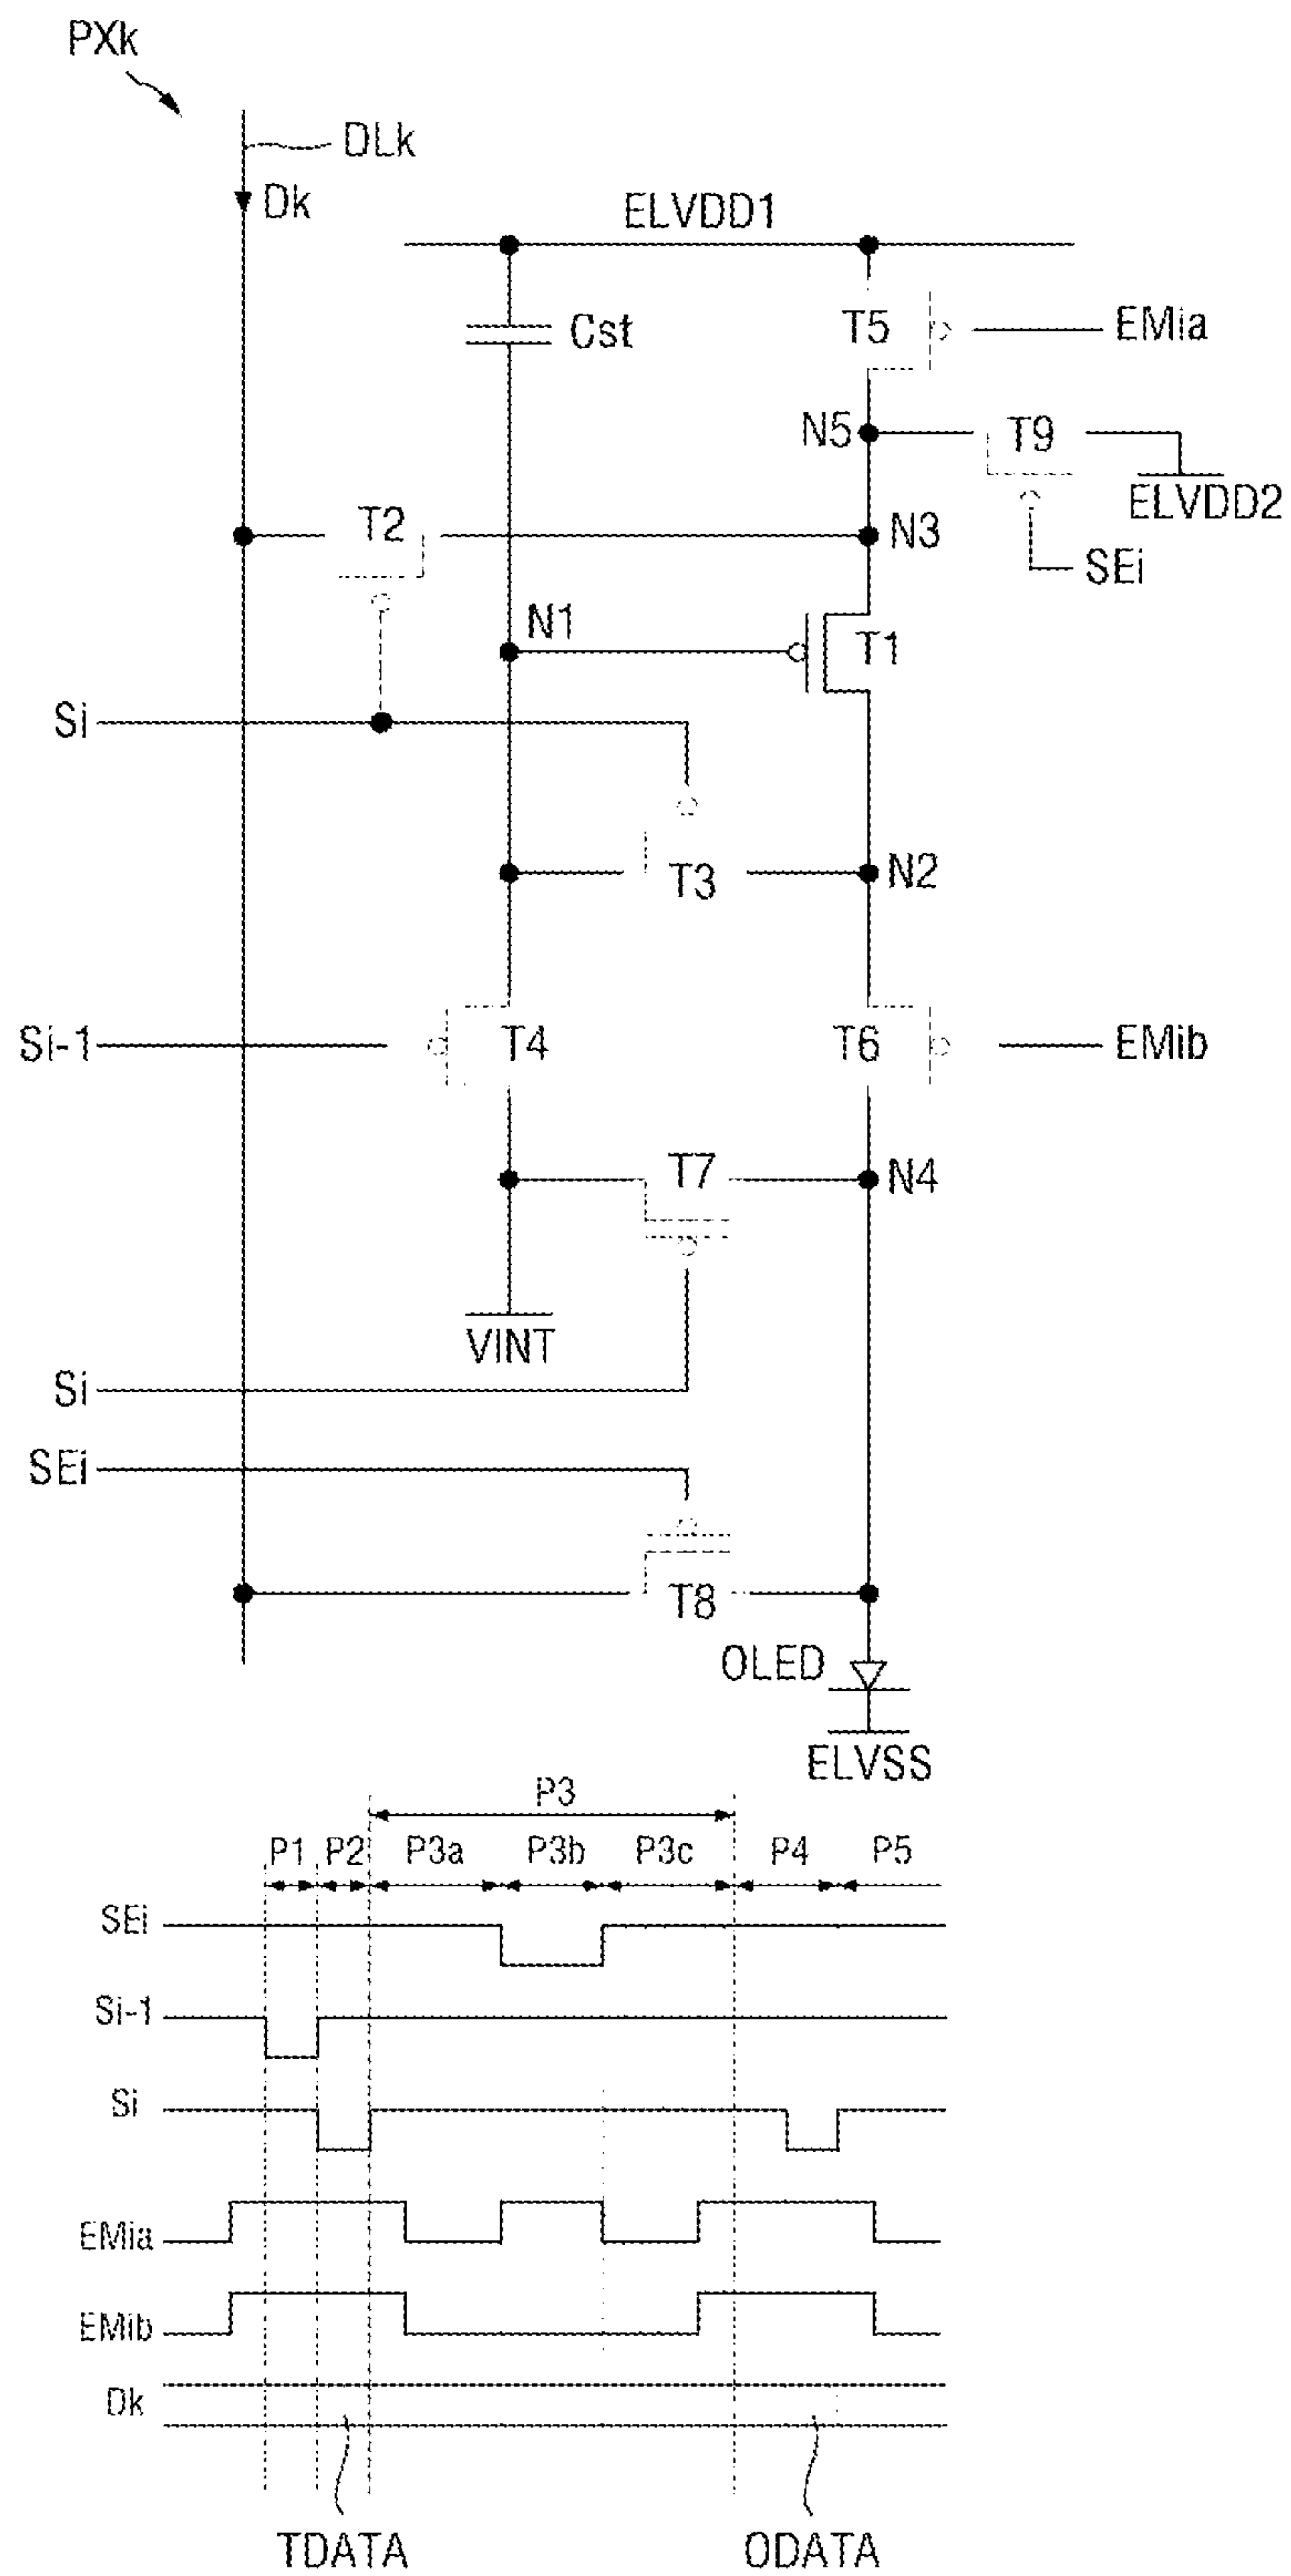 PXk
DLk
Dk
ELVDD1
Cst
T5
EMia
N5
T9
ELVDD2
T2
N3
SEi
N1
T1
Si
T3
N2
Si-1
T4
T6
EMib
T7
N4
VINT
Si
SEi
T8
OLED
ELVSS
P3
P1 P2 P3a P3b P3c P4 P5
SEi
Si-1
Si
EMia
EMib
Dk
TDATA ODATA